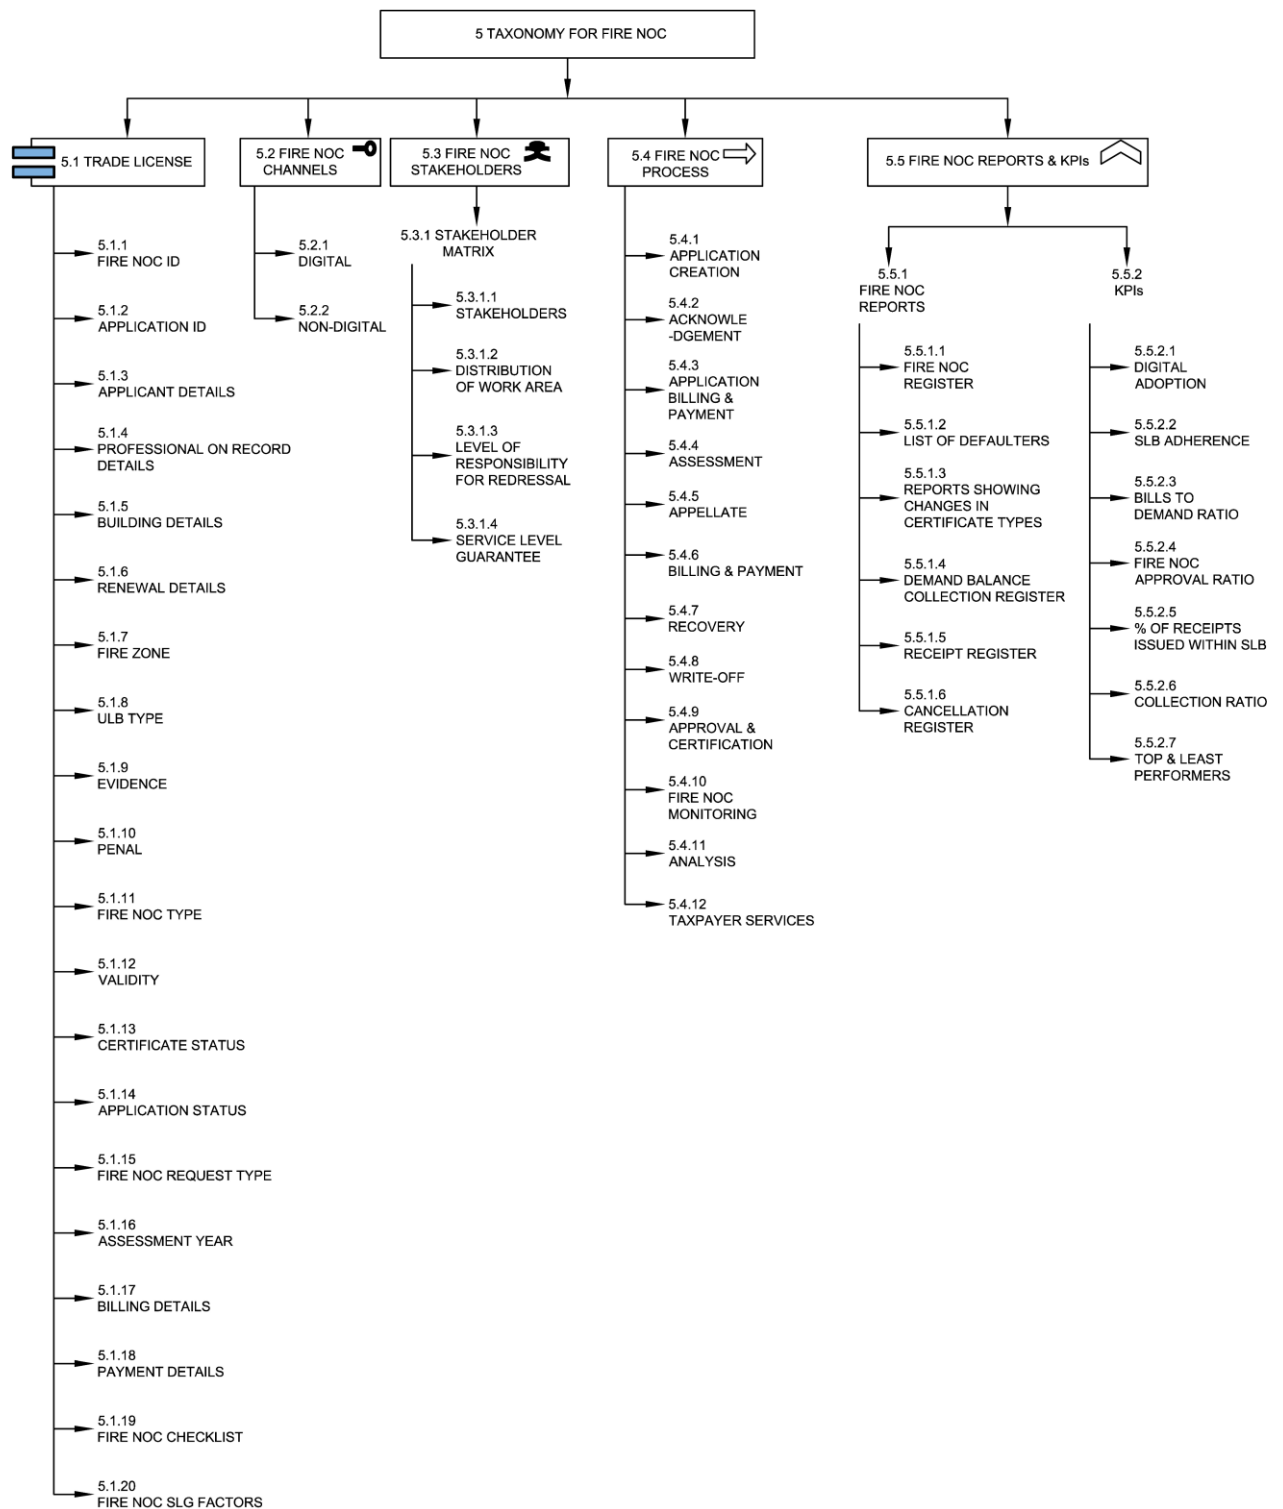 5 TAXONOMY FOR FIRE NOC
5.1 TRADE LICENSE
5.1.1
FIRE NOC ID
5.1.2
APPLICATION ID
5.1.3
APPLICANT DETAILS
5.1.4
PROFESSIONAL ON RECORD
DETAILS
5.1.5
BUILDING DETAILS
5.1.6
RENEWAL DETAILS
5.1.7
FIRE ZONE
5.1.8
ULB TYPE
5.1.9
EVIDENCE
5.1.10
PENAL
5.1.11
FIRE NOC TYPE
5.1.12
VALIDITY
5.1.13
CERTIFICATE STATUS
5.1.14
APPLICATION STATUS
5.1.15
FIRE NOC REQUEST TYPE
5.1.16
ASSESSMENT YEAR
5.1.17
BILLING DETAILS
5.1.18
PAYMENT DETAILS
5.1.19
FIRE NOC CHECKLIST
5.1.20
FIRE NOC SLG FACTORS
5.2 FIRE NOC
CHANNELS
5.2.1
DIGITAL
5.2.2
NON-DIGITAL
5.3 FIRE NOC
STAKEHOLDERS
5.3.1 STAKEHOLDER
MATRIX
5.3.1.1
STAKEHOLDERS
5.3.1.2
DISTRIBUTION
OF WORK AREA
5.3.1.3
LEVEL OF
RESPONSIBILITY
FOR REDRESSAL
5.3.1.4
SERVICE LEVEL
GUARANTEE
5.4 FIRE NOC
PROCESS
5.4.1
APPLICATION
CREATION
5.4.2
ACKNOWLE
-DGEMENT
5.4.3
APPLICATION
BILLING &
PAYMENT
5.4.4
ASSESSMENT
5.4.5
APPELLATE
5.4.6
BILLING & PAYMENT
5.4.7
RECOVERY
5.4.8
WRITE-OFF
5.4.9
APPROVAL &
CERTIFICATION
5.4.10
FIRE NOC
MONITORING
5.4.11
ANALYSIS
5.4.12
TAXPAYER SERVICES
5.5 FIRE NOC REPORTS & KPIs
5.5.1
FIRE NOC
REPORTS
5.5.1.1
FIRE NOC
REGISTER
5.5.1.2
LIST OF DEFAULTERS
5.5.1.3
REPORTS SHOWING
CHANGES IN
CERTIFICATE TYPES
5.5.1.4
DEMAND BALANCE
COLLECTION REGISTER
5.5.1.5
RECEIPT REGISTER
5.5.1.6
CANCELLATION
REGISTER
5.5.2
KPIs
5.5.2.1
DIGITAL
ADOPTION
5.5.2.2
SLB ADHERENCE
5.5.2.3
BILLS TO
DEMAND RATIO
5.5.2.4
FIRE NOC
APPROVAL RATIO
5.5.2.5
% OF RECEIPTS
ISSUED WITHIN SLB
5.5.2.6
COLLECTION RATIO
5.5.2.7
TOP & LEAST
PERFORMERS